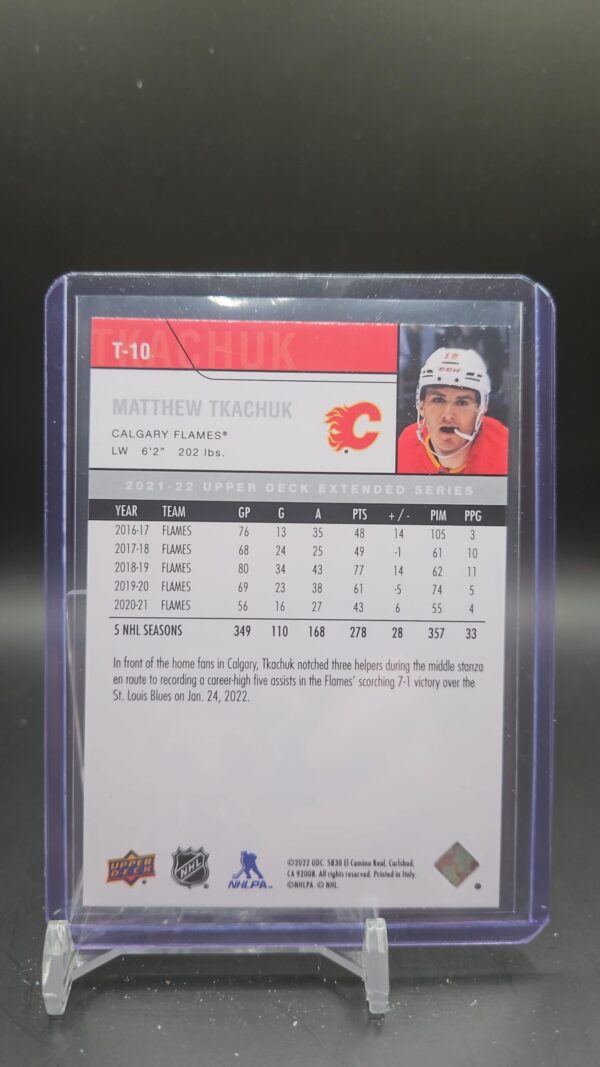 TKACHUK
T-10
MATTHEW TKACHUK
CALGARY FLAMES®
LW 6'2" 202 lbs.
C
12
CCM
2021-22 UPPER DECK EXTENDED SERIES
YEAR TEAM GP G A PTS +/- PIM PPG
2016-17 FLAMES 76 13 35 48 14 105 3
2017-18 FLAMES 68 24 25 49 -1 61 10
2018-19 FLAMES 80 34 43 77 14 62 11
2019-20 FLAMES 69 23 38 61 -5 74 5
2020-21 FLAMES 56 16 27 43 6 55 4
5 NHL SEASONS 349 110 168 278 28 357 33
In front of the home fans in Calgary, Tkachuk notched three helpers during the middle stanza
en route to recording a career-high five assists in the Flames' scorching 7-1 victory over the
St. Louis Blues on Jan. 24, 2022.
UPPER DECK
NHL
NHLPA™
©2022 UDC. 5830 El Camino Real, Carlsbad,
CA 92008. All rights reserved. Printed in Italy.
©NHLPA. © NHL.